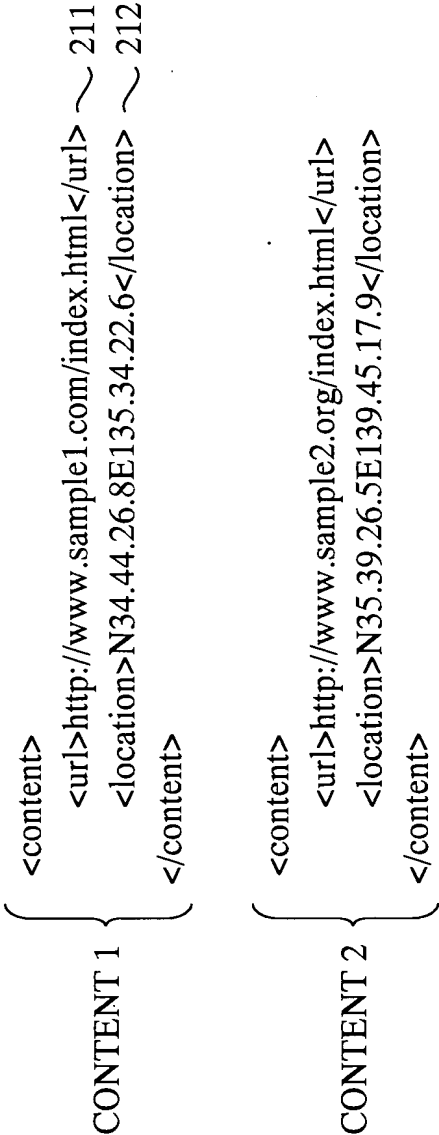 CONTENT 1
<content>
<url>http://www.sample1.com/index.html</url> 211
<location>N34.44.26.8E135.34.22.6</location> 212
</content>
CONTENT 2
<content>
<url>http://www.sample2.org/index.html</url>
<location>N35.39.26.5E139.45.17.9</location>
</content>